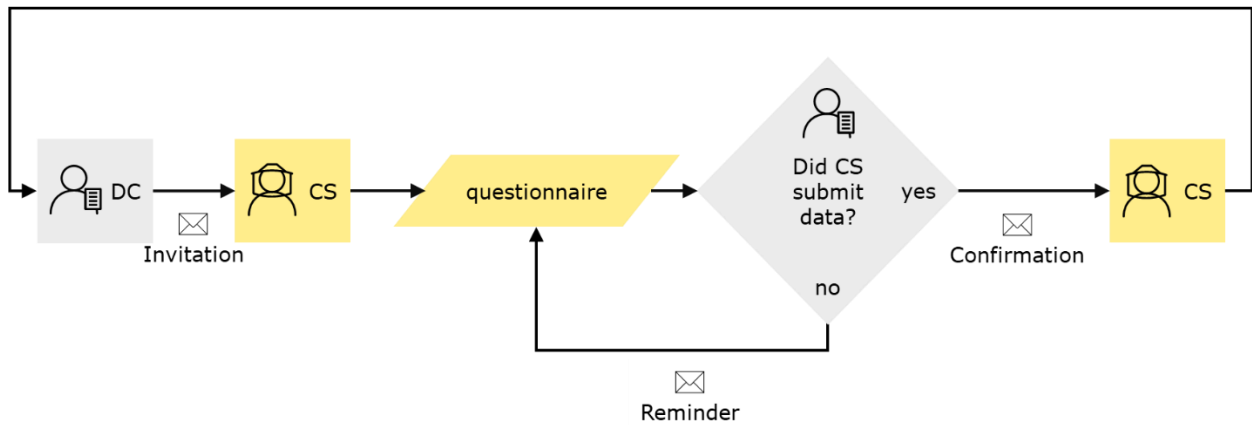 DC
Invitation
CS
questionnaire
Did CS
submit
data?
yes
no
Reminder
Confirmation
CS